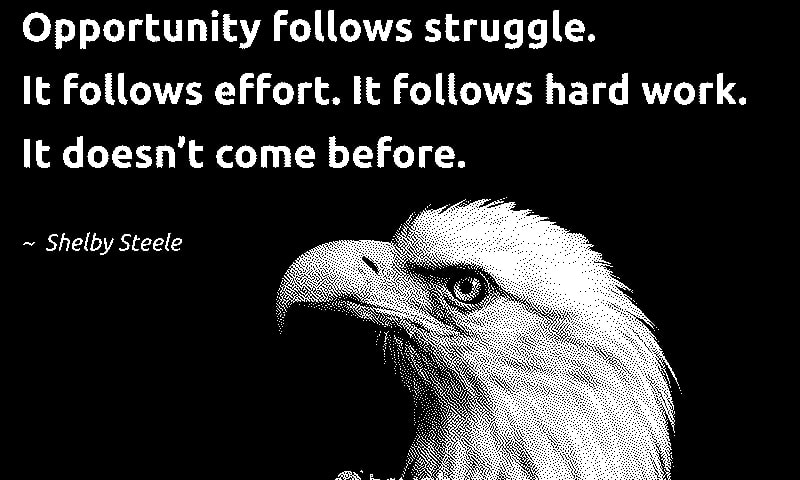 Opportunity follows struggle.
It follows effort. It follows hard work.
It doesn't come before.
~ Shelby Steele